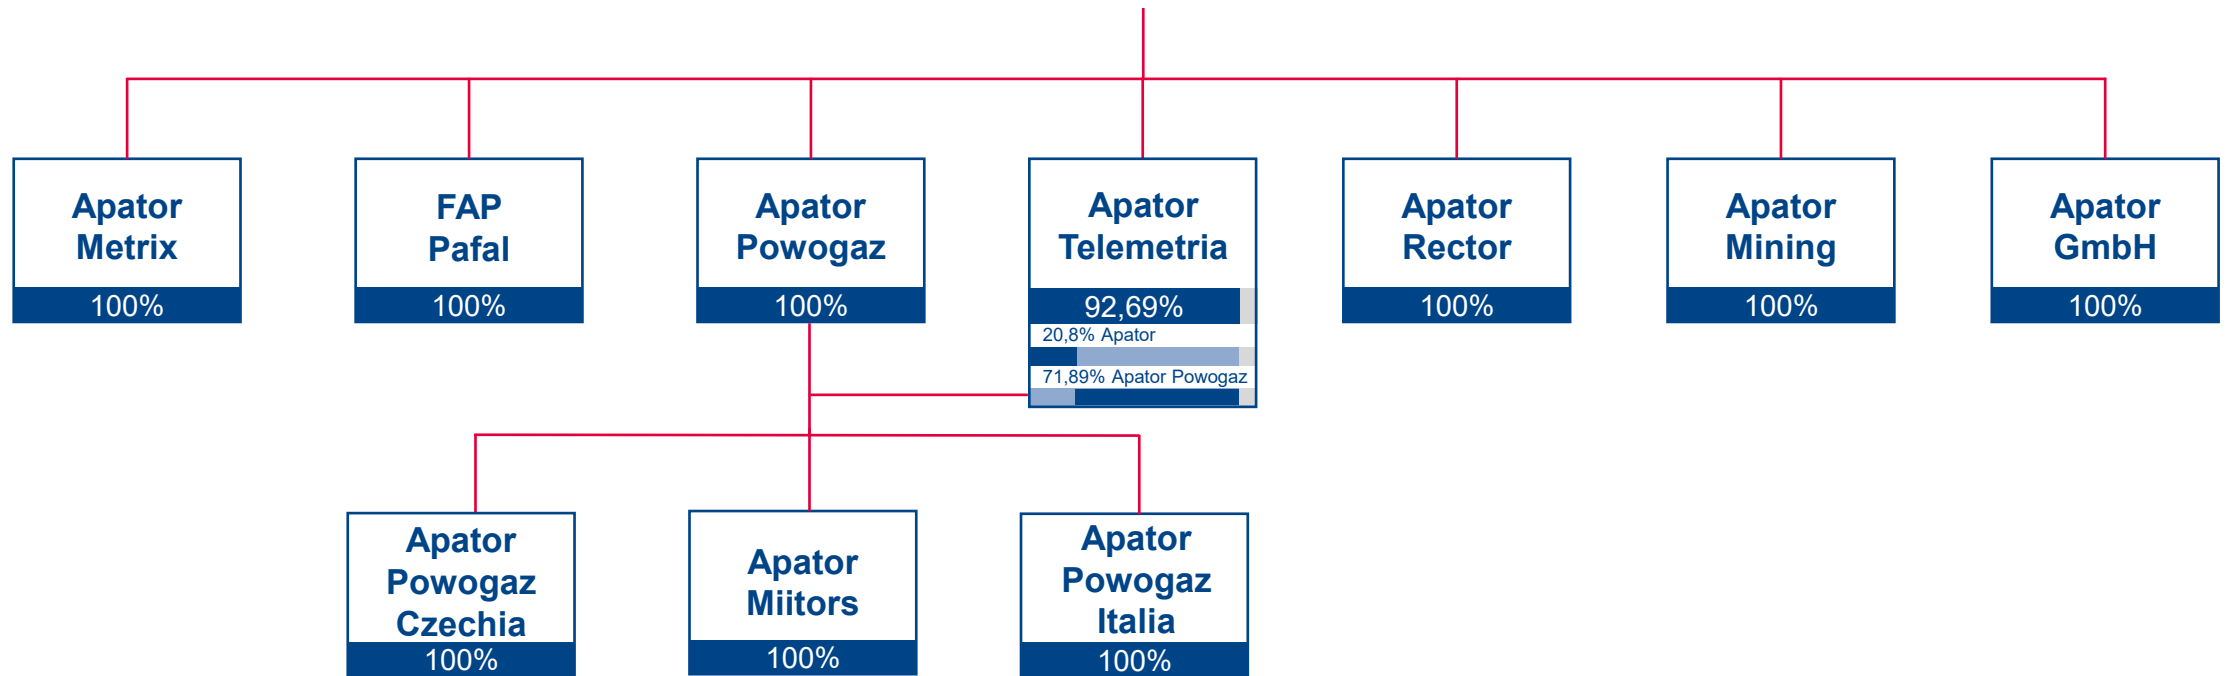 Apator
Metrix
100%
FAP
Pafal
100%
Apator
Powogaz
100%
Apator
Telemetria
92,69%
20,8% Apator
71,89% Apator Powogaz
Apator
Rector
100%
Apator
Mining
100%
Apator
GmbH
100%
Apator
Powogaz
Czechia
100%
Apator
Miitors
100%
Apator
Powogaz
Italia
100%